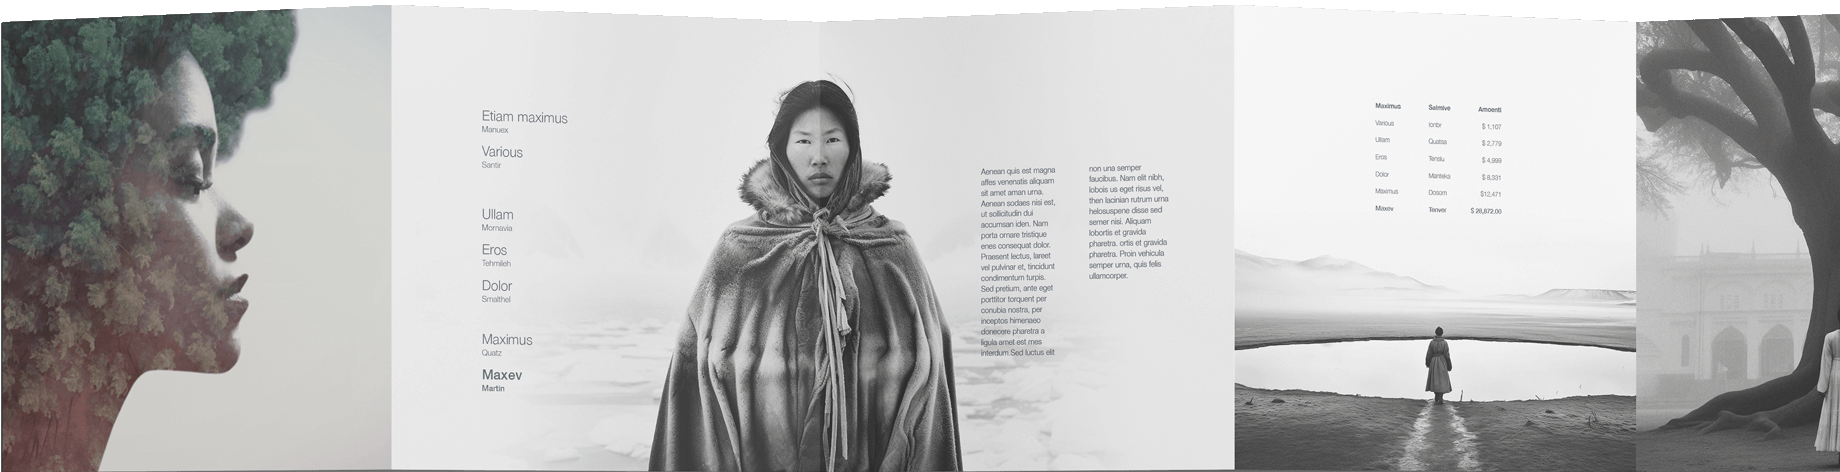 Etiam maximus
Manuex
Various
Santir
Ullam
Mornavia
Eros
Tehmileh
Dolor
Smalthel
Maximus
Quatz
Maxev
Martin
Aenean quis est magna
affes venenatis aliquam
sit amet aman urna.
Aenean sodaes nisi est,
ut sollicitudin dui
accumsan iden. Nam
porta ornare tristique
enes consequat dolor.
Praesent lectus, lareet
vel pulvinar et, tincidunt
condimentum turpis.
Sed pretium, ante eget
porttitor torquent per
conubia nostra, per
inceptos himenaeo
donecere pharetra a
ligula amet est mes
interdum.Sed luctus elit
non una semper
faucibus. Nam elit nibh,
lobois us eget risus vel,
then lacinian rutrum urna
helosuspene disse sed
semer nisi. Aliquam
lobortis et gravida
pharetra. ortis et gravida
pharetra. Proin vehicula
semper urna, quis felis
ullamcorper.
Maximus Salmive Amoenti
Various Ionbr $ 1,107
Ullam Quatsa $ 2,779
Eros Tenslu $ 4,999
Dolor Manteka $ 8,331
Maximus Dosom $12,471
Maxev Tenver $ 28,872.00